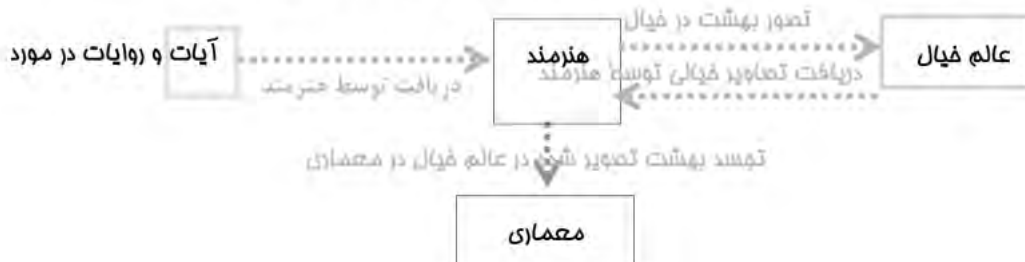 تصور بهشت در خیال
آیات و روایات در مورد
هنرمند
عالم خیال
دریافت تصاویر خیالی توسط هنرمند
دریافت توسط هنرمند
تجسد بهشت تصویر شده در عالم خیال در معماری
معماری